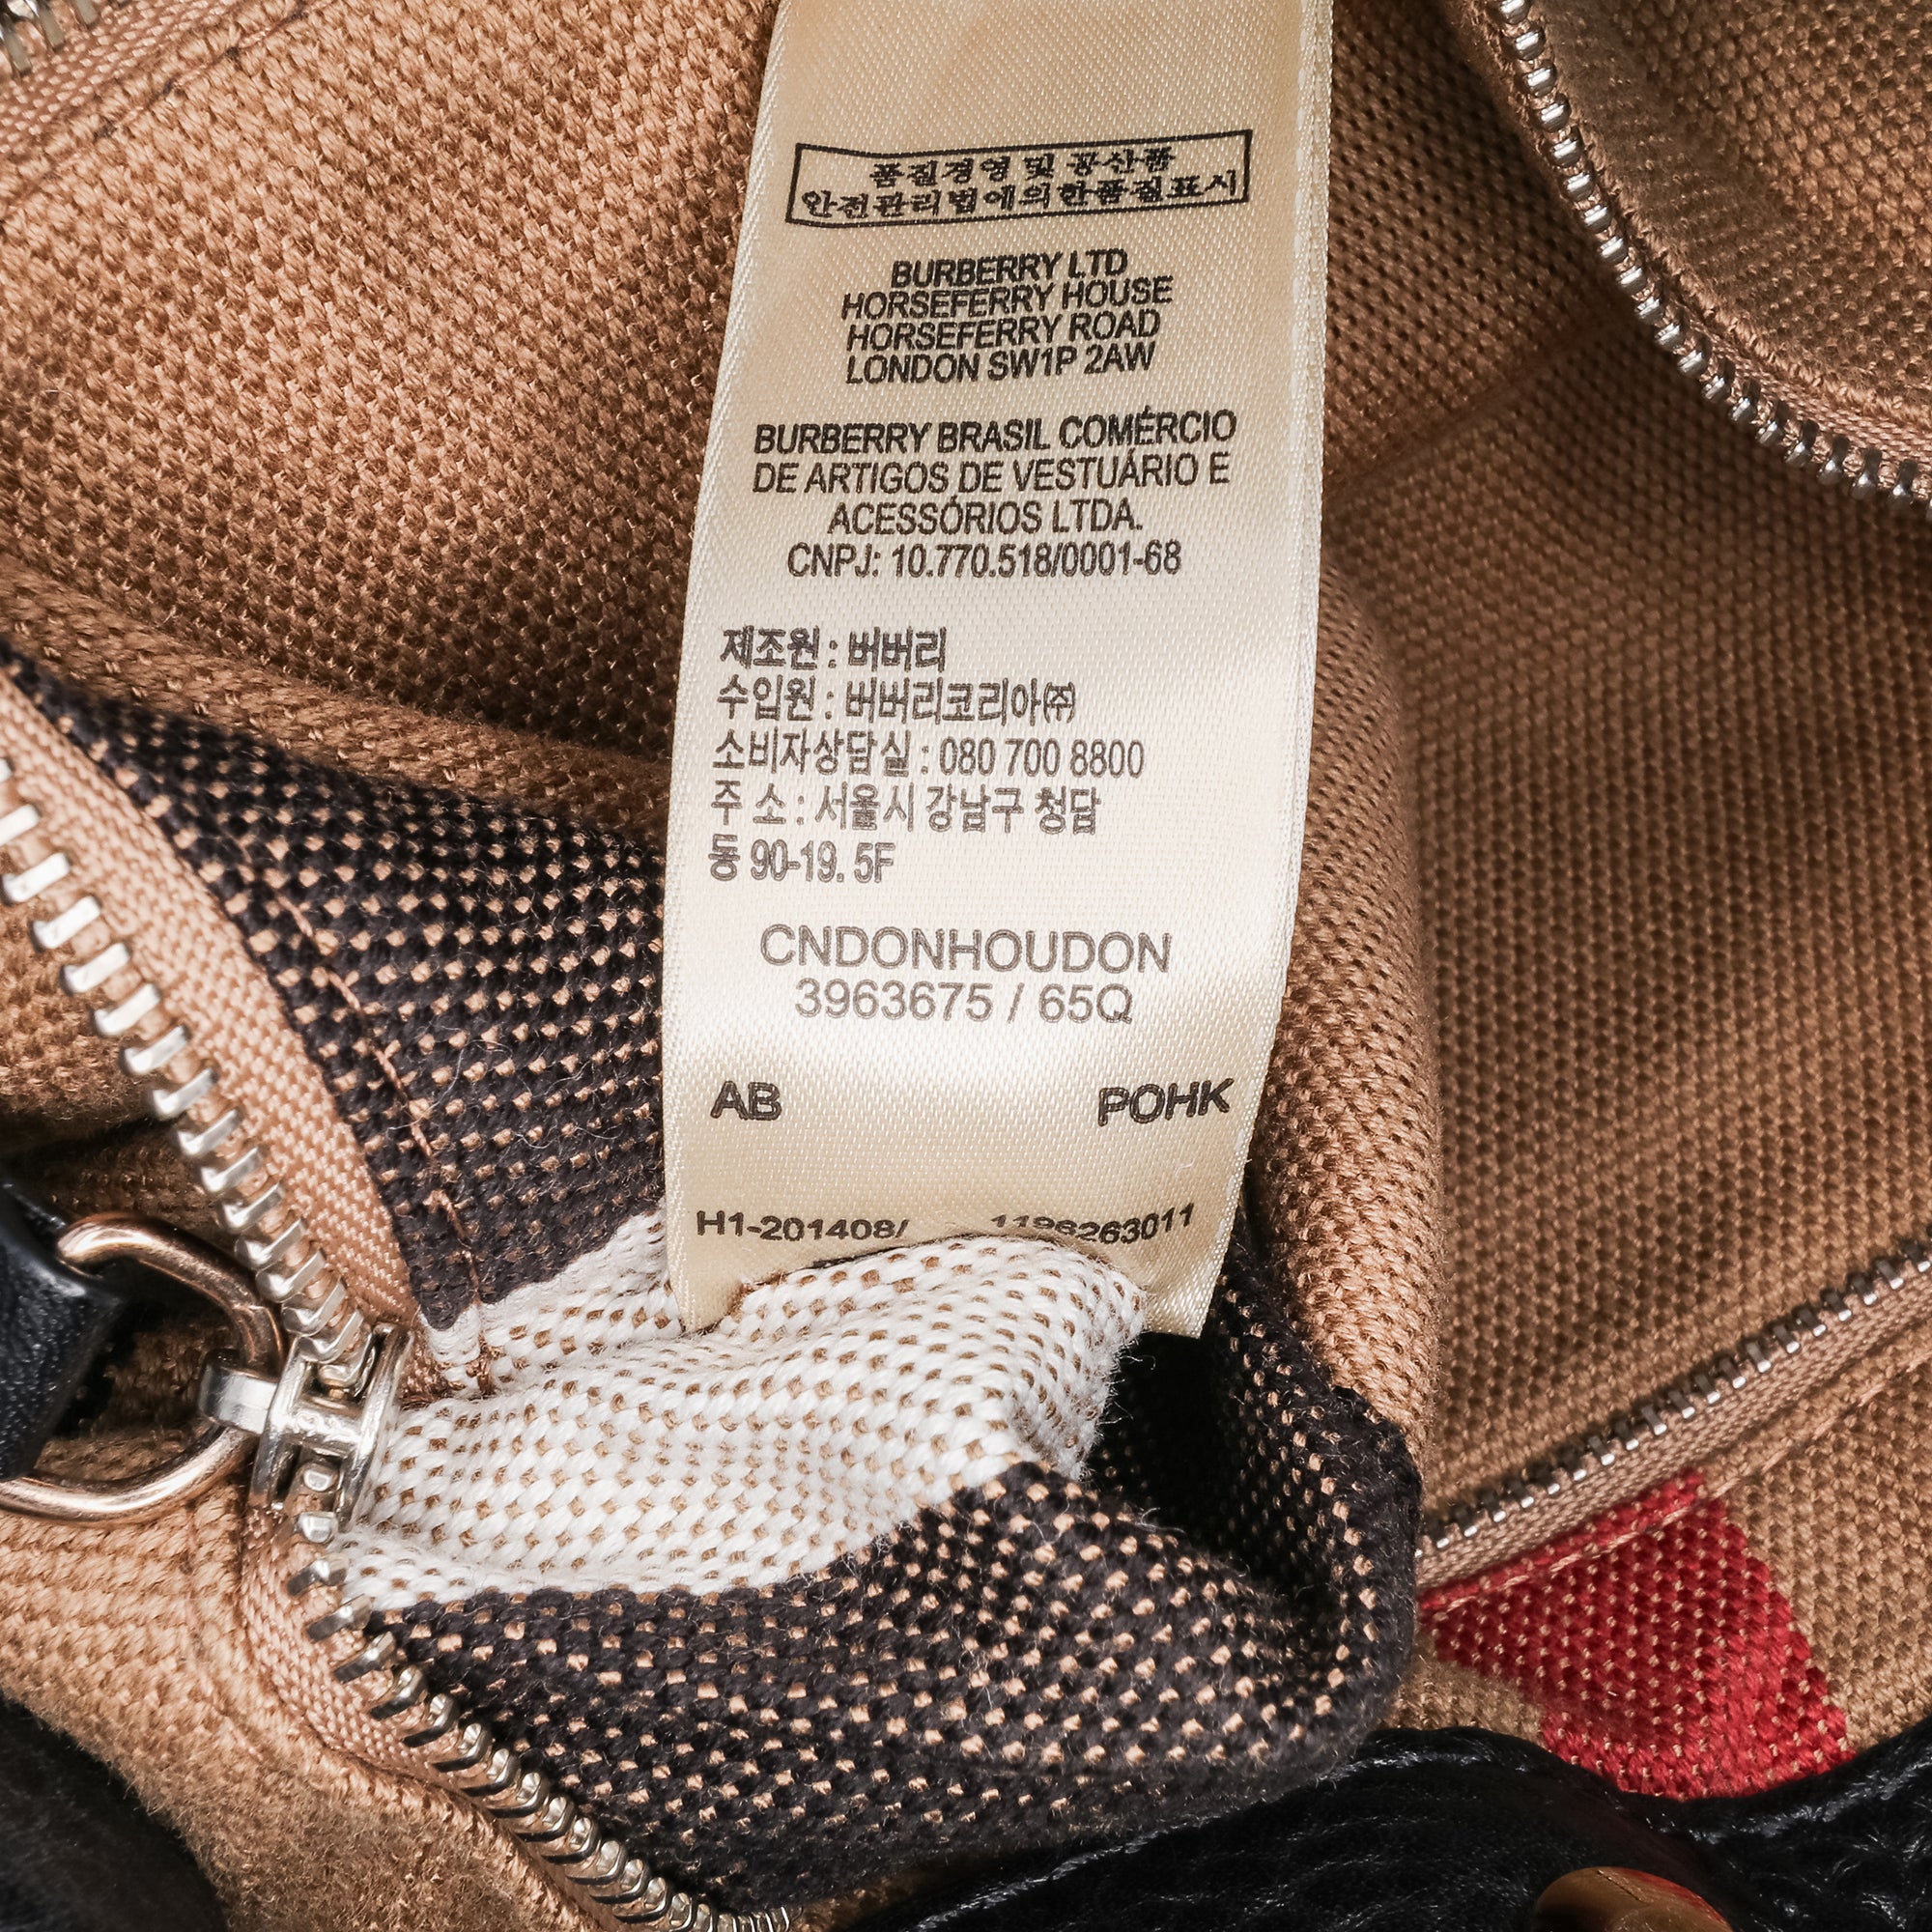 품질경영 및 공산품
안전관리법에의한품질표시
BURBERRY LTD
HORSEFERRY HOUSE
HORSEFERRY ROAD
LONDON SW1P 2AW
BURBERRY BRASIL COMÉRCIO
DE ARTIGOS DE VESTUÁRIO E
ACESSÓRIOS LTDA.
CNPJ: 10.770.518/0001-68
제조원 : 버버리
수입원 : 버버리코리아㈜
소비자상담실 : 080 700 8800
주 소 : 서울시 강남구 청담
동 90-19. 5F
CNDONHOUDON
3963675 / 65Q
AB POHK
H1-201408/